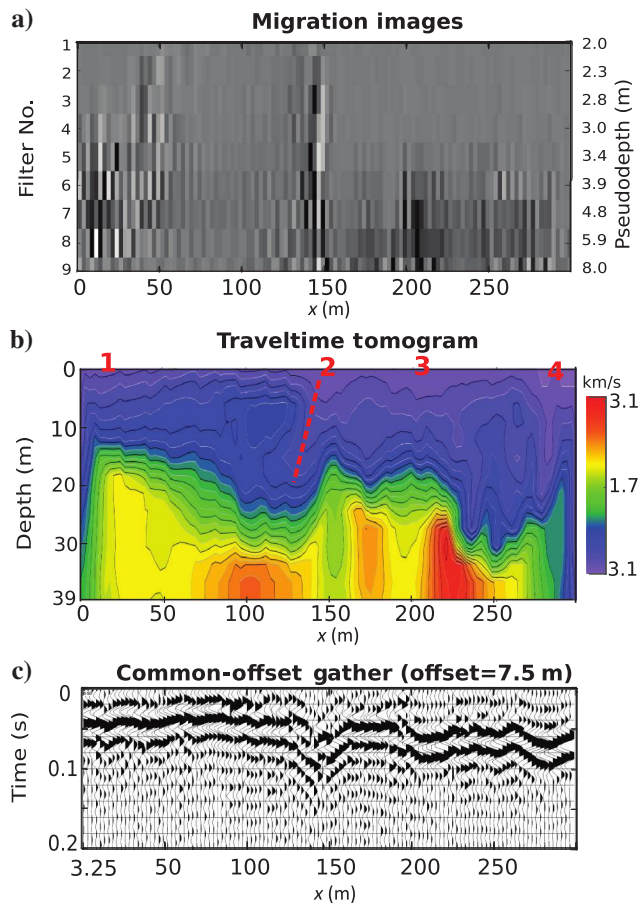 a) Migration images
Filter No.
1
2
3
4
5
6
7
8
9
2.0
2.3
2.8
3.0
3.4
3.9
4.8
5.9
8.0
Pseudodepth (m)
0 50 100 150 200 250
x (m)
b) Traveltime tomogram
1 2 3 4
Depth (m)
0
10
20
30
39
km/s
3.1
1.7
3.1
0 50 100 150 200 250
x (m)
c) Common-offset gather (offset=7.5 m)
Time (s)
0
0.1
0.2
3.25 50 100 150 200 250
x (m)